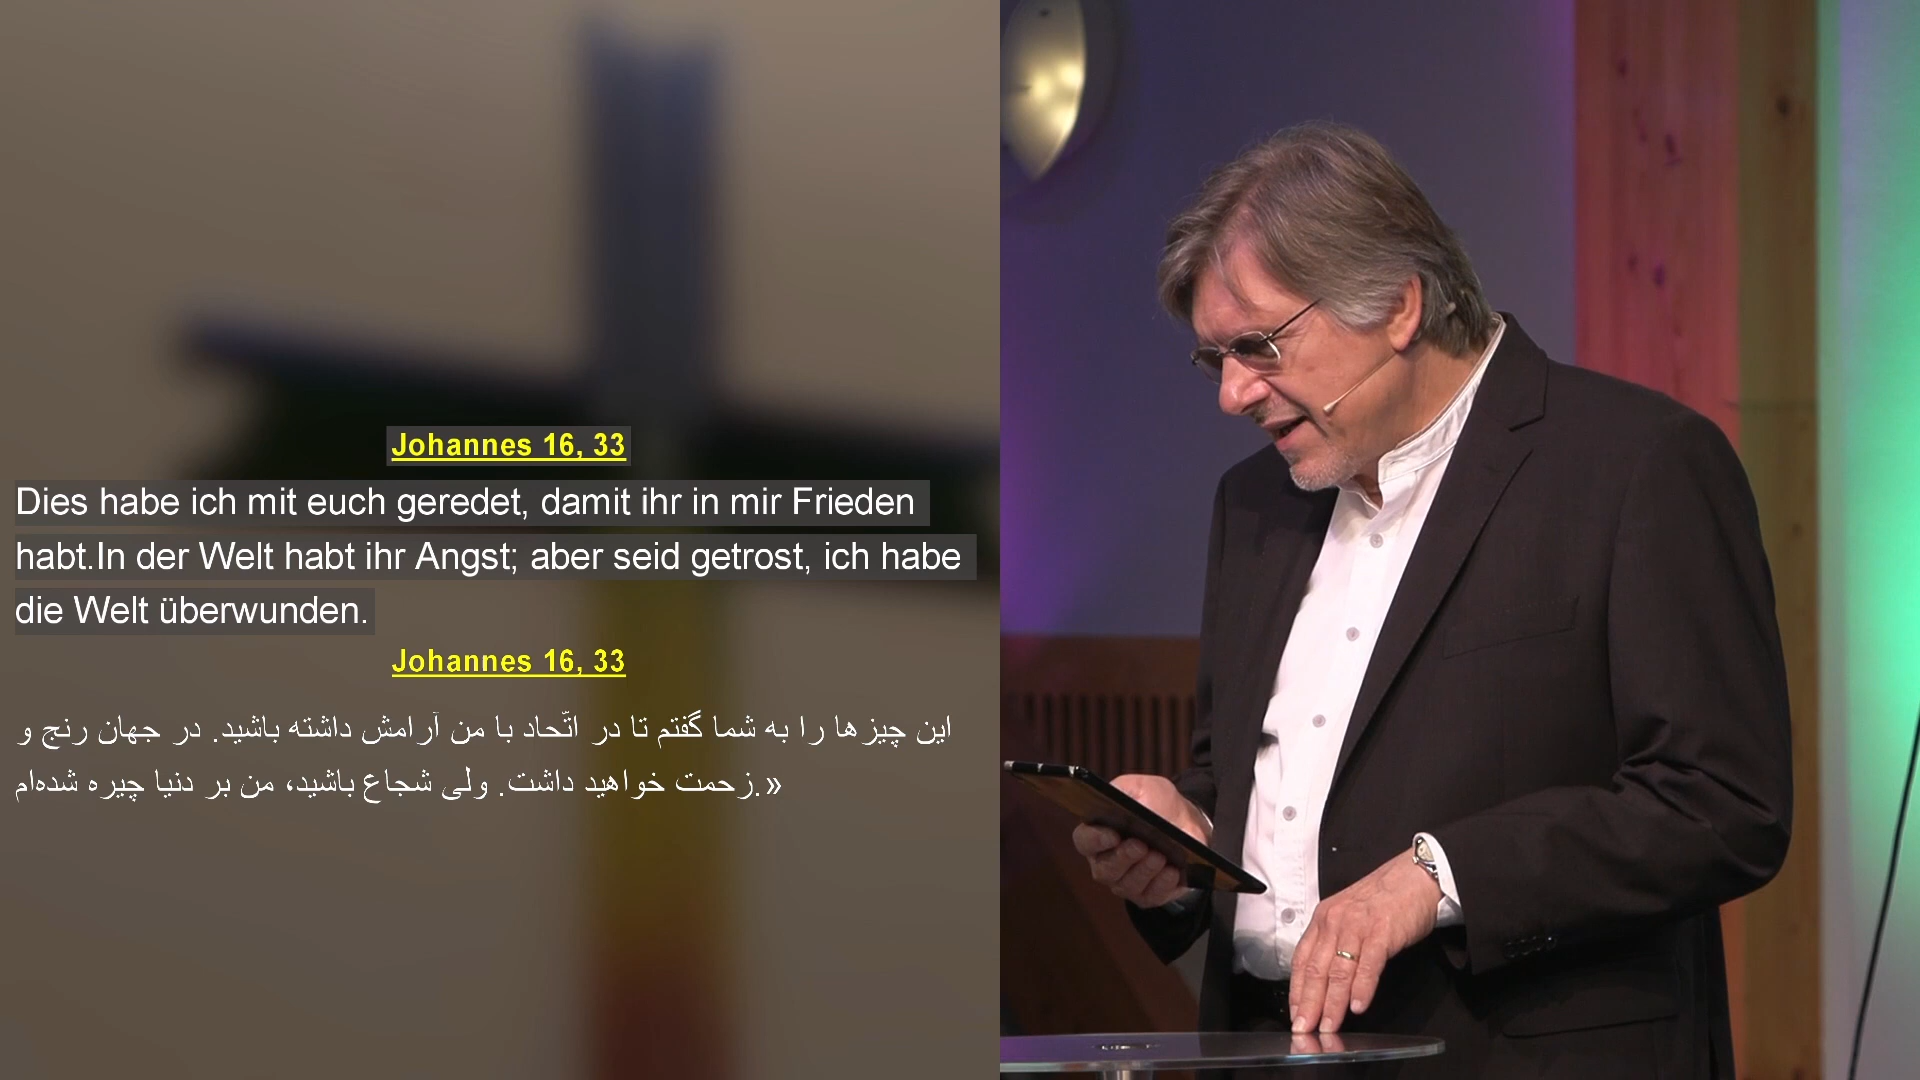 Johannes 16, 33
Dies habe ich mit euch geredet, damit ihr in mir Frieden
habt.In der Welt habt ihr Angst; aber seid getrost, ich habe
die Welt überwunden.
Johannes 16, 33
این چیزها را به شما گفتم تا در اتّحاد با من آرامش داشته باشید. در جهان رنج و
زحمت خواهید داشت. ولی شجاع باشید، من بر دنیا چیره شده‌ام.»